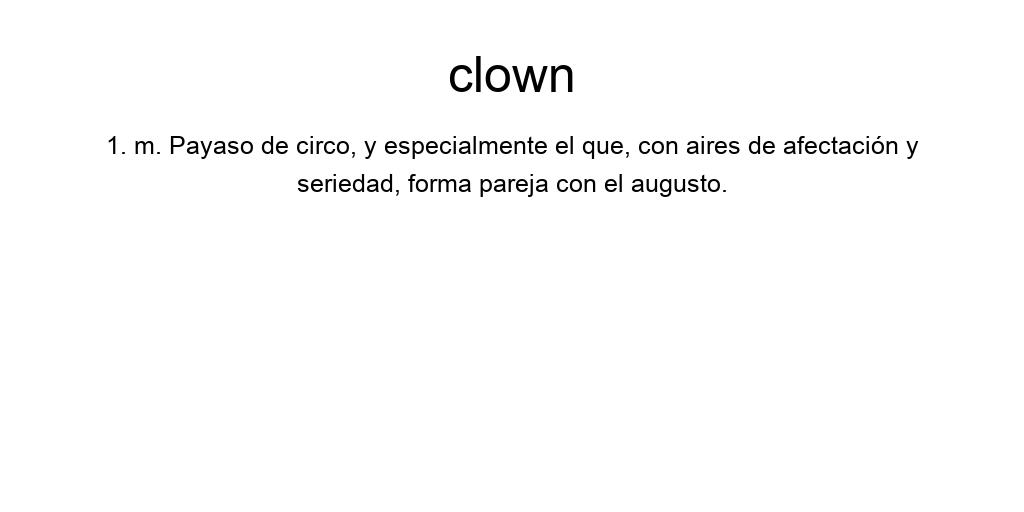 clown
1. m. Payaso de circo, y especialmente el que, con aires de afectación y
seriedad, forma pareja con el augusto.